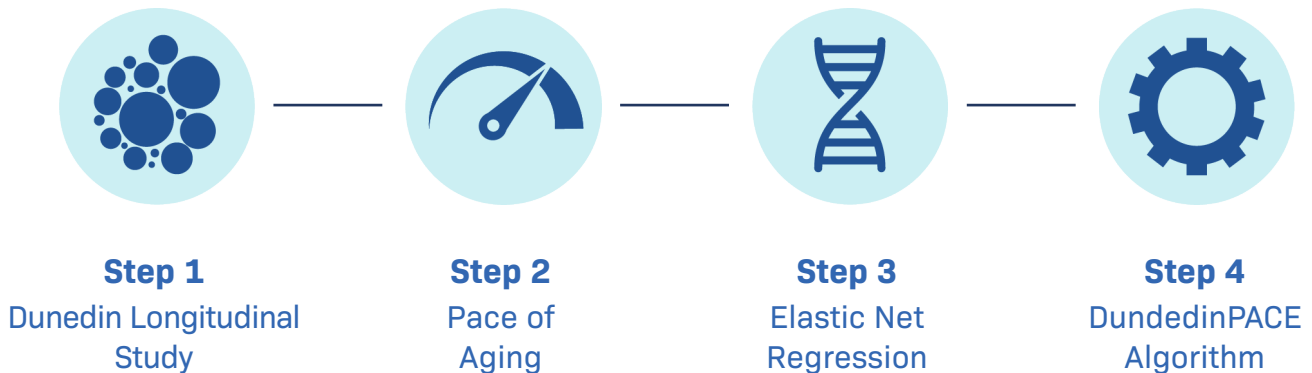 Step 1
Dunedin Longitudinal
Study
Step 2
Pace of
Aging
Step 3
Elastic Net
Regression
Step 4
DundedinPACE
Algorithm